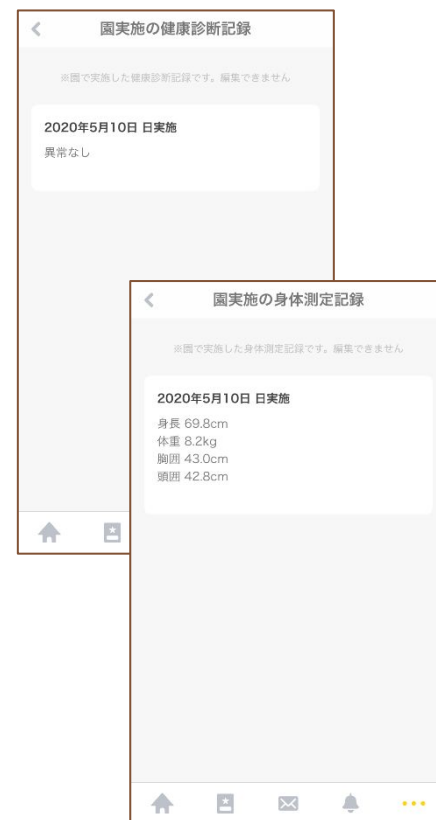 園実施の健康診断記録
※園で実施した健康診断記録です。編集できません
2020年5月10日 日実施
異常なし
園実施の身体測定記録
※園で実施した身体測定記録です。編集できません
2020年5月10日 日実施
身長 69.8cm
体重 8.2kg
胸囲 43.0cm
頭囲 42.8cm